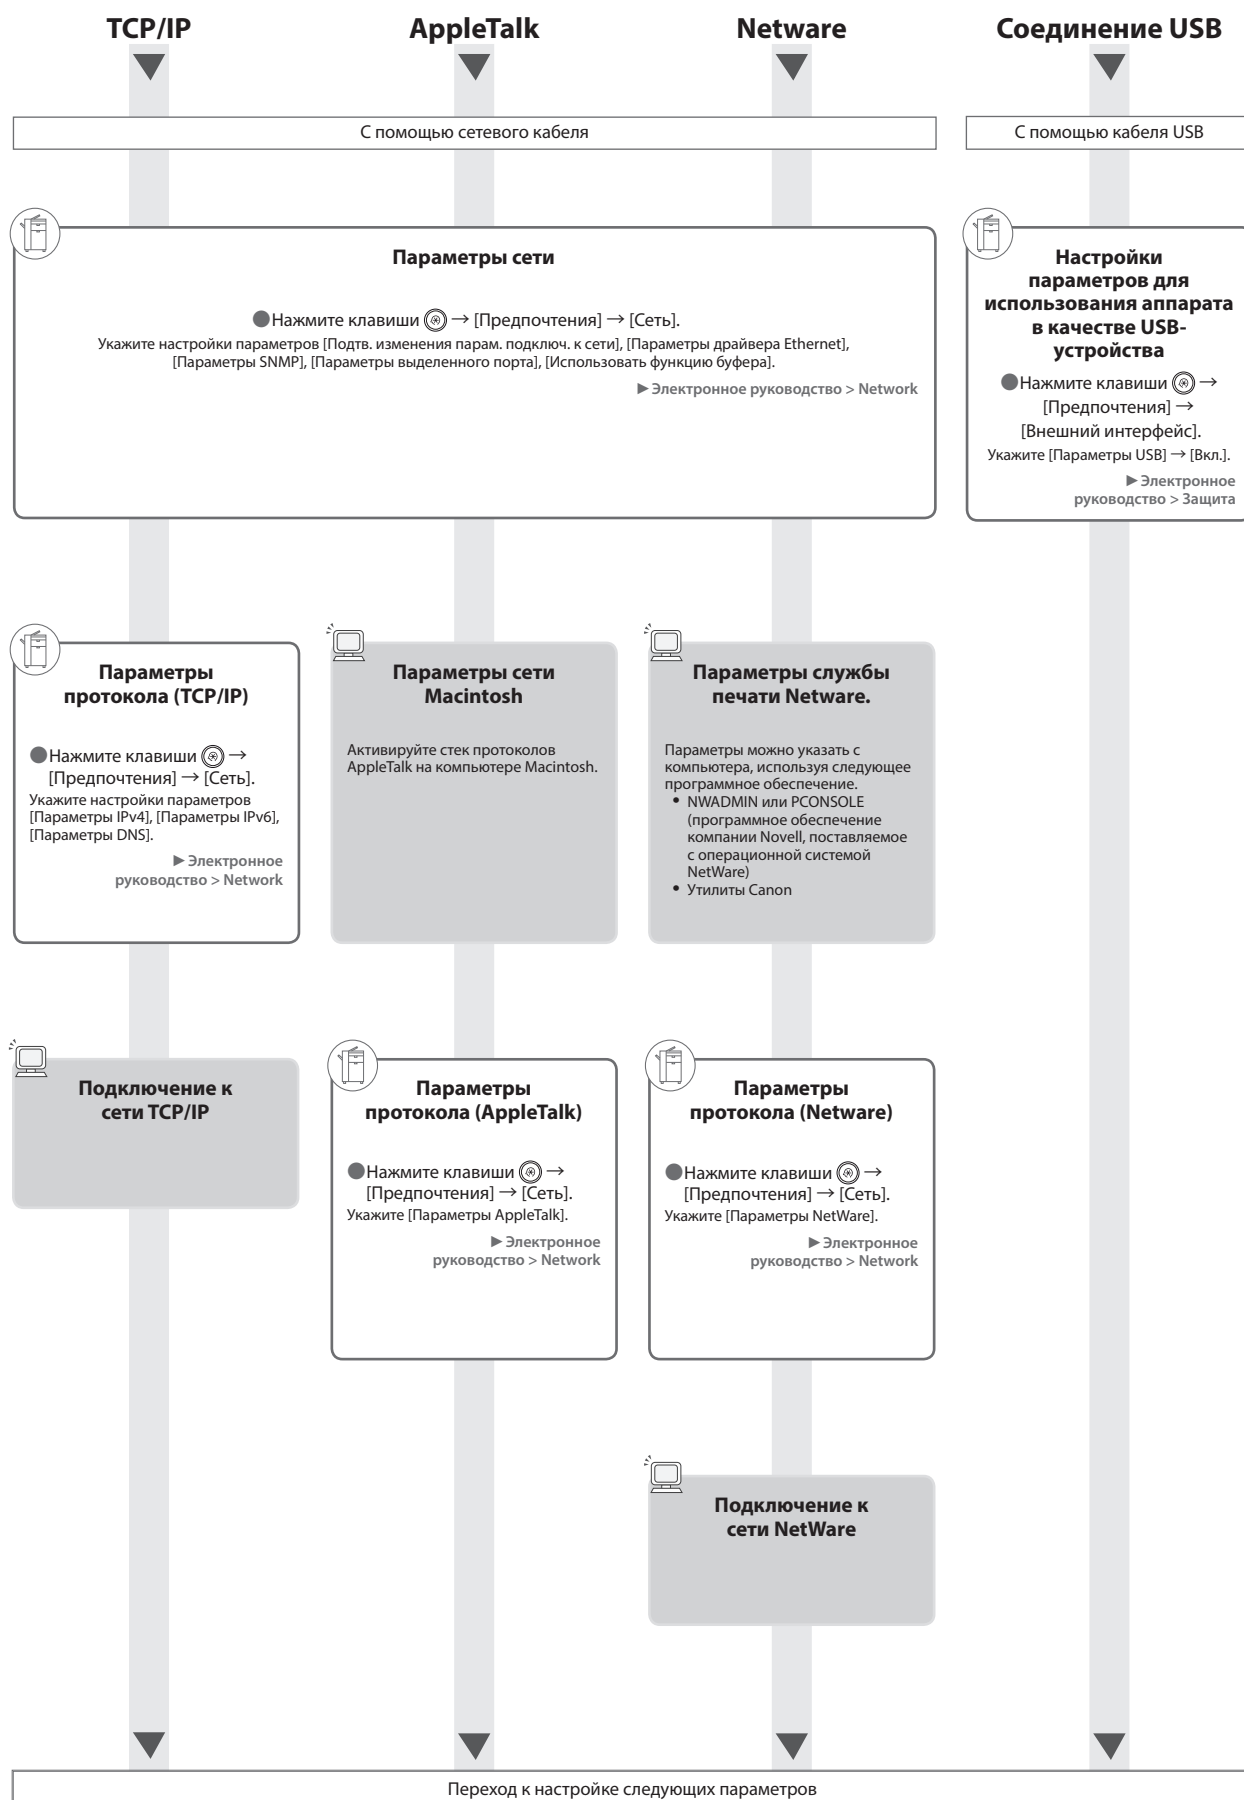 TCP/IP
AppleTalk
Netware
Соединение USB
С помощью сетевого кабеля
С помощью кабеля USB
Параметры сети
●Нажмите клавиши → [Предпочтения] → [Сеть].
Укажите настройки параметров [Подтв. изменения парам. подключ. к сети], [Параметры драйвера Ethernet],
[Параметры SNMP], [Параметры выделенного порта], [Использовать функцию буфера].
►Электронное руководство > Network
Настройки
параметров для
использования аппарата
в качестве USB-
устройства
●Нажмите клавиши →
[Предпочтения] →
[Внешний интерфейс].
Укажите [Параметры USB] → [Вкл.].
►Электронное
руководство > Защита
Параметры
протокола (TCP/IP)
●Нажмите клавиши →
[Предпочтения] → [Сеть].
Укажите настройки параметров
[Параметры IPv4], [Параметры IPv6],
[Параметры DNS].
►Электронное
руководство > Network
Параметры сети
Macintosh
Активируйте стек протоколов
AppleTalk на компьютере Macintosh.
Параметры службы
печати Netware.
Параметры можно указать с
компьютера, используя следующее
программное обеспечение.
• NWADMIN или PCONSOLE
(программное обеспечение
компании Novell, поставляемое
с операционной системой
NetWare)
• Утилиты Canon
Подключение к
сети TCP/IP
Параметры
протокола (AppleTalk)
●Нажмите клавиши →
[Предпочтения] → [Сеть].
Укажите [Параметры AppleTalk].
►Электронное
руководство > Network
Параметры
протокола (Netware)
●Нажмите клавиши →
[Предпочтения] → [Сеть].
Укажите [Параметры NetWare].
►Электронное
руководство > Network
Подключение к
сети NetWare
Переход к настройке следующих параметров